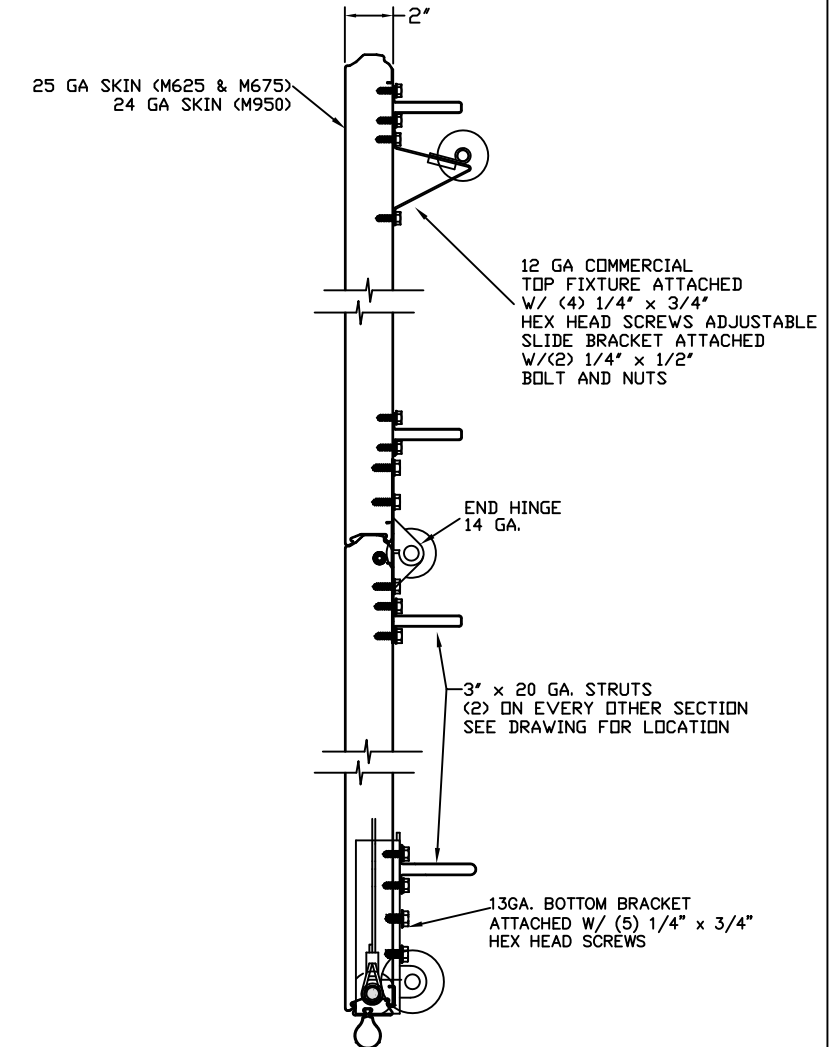 2"
25 GA SKIN (M625 & M675)
24 GA SKIN (M950)
12 GA COMMERCIAL
TOP FIXTURE ATTACHED
W/ (4) 1/4" x 3/4"
HEX HEAD SCREWS ADJUSTABLE
SLIDE BRACKET ATTACHED
W/(2) 1/4" x 1/2"
BOLT AND NUTS
END HINGE
14 GA.
3" x 20 GA. STRUTS
(2) ON EVERY OTHER SECTION
SEE DRAWING FOR LOCATION
13GA. BOTTOM BRACKET
ATTACHED W/ (5) 1/4" x 3/4"
HEX HEAD SCREWS